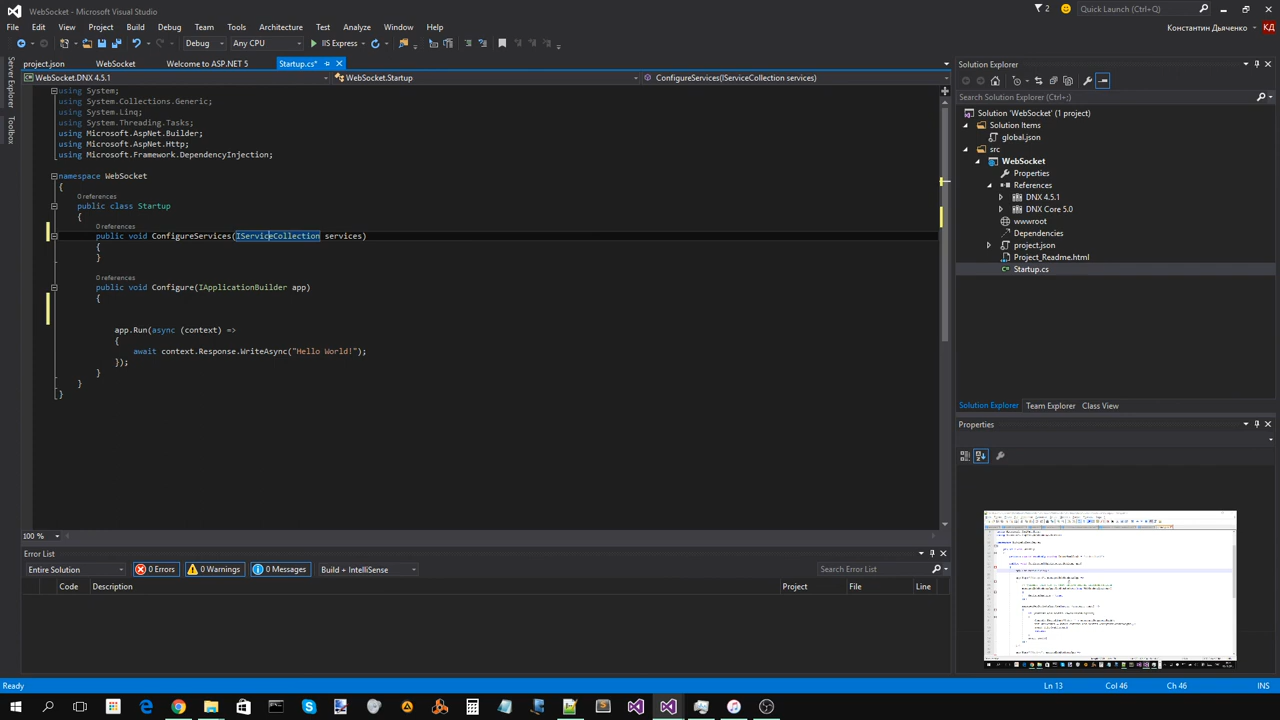 WebSocket - Microsoft Visual Studio
2
Quick Launch (Ctrl+Q)
File Edit View Project Build Debug Team Tools Architecture Test Analyze Window Help
Константин Дьяченко КД
Debug Any CPU IIS Express
project.json WebSocket Welcome to ASP.NET 5 Startup.cs*
WebSocket.DNX 4.5.1 WebSocket.Startup ConfigureServices(IServiceCollection services)
Server Explorer
Toolbox
using System;
using System.Collections.Generic;
using System.Linq;
using System.Threading.Tasks;
using Microsoft.AspNet.Builder;
using Microsoft.AspNet.Http;
using Microsoft.Framework.DependencyInjection;
namespace WebSocket
{
0 references
public class Startup
{
0 references
public void ConfigureServices(IServiceCollection services)
{
}
0 references
public void Configure(IApplicationBuilder app)
{
app.Run(async (context) =>
{
await context.Response.WriteAsync("Hello World!");
});
}
}
}
100 %
Error List
Entire Solution 0 Errors 0 Warnings Build + IntelliSense Search Error List
Code Description Project File Line
Solution Explorer
Search Solution Explorer (Ctrl+;)
Solution 'WebSocket' (1 project)
Solution Items
global.json
src
WebSocket
Properties
References
DNX 4.5.1
DNX Core 5.0
wwwroot
Dependencies
project.json
Project_Readme.html
Startup.cs
Solution Explorer Team Explorer Class View
Properties
Ready Ln 13 Col 46 Ch 46 INS